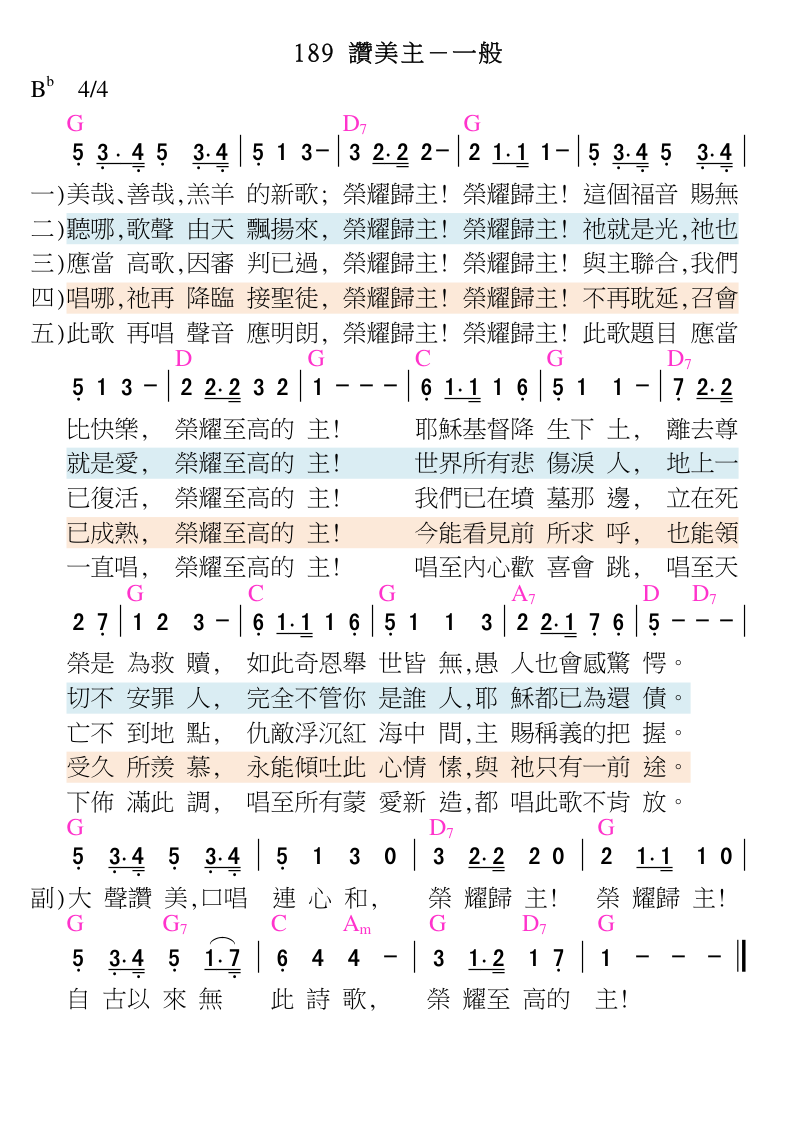 189 讚美主－一般
B♭ 4/4
G D7 G
5 3·4 5 3·4 | 5 1 3－| 3 2·2 2－| 2 1·1 1－| 5 3·4 5 3·4 |
一)美哉、善哉,羔羊 的新歌；榮耀歸主！榮耀歸主！這個福音 賜無
二)聽哪,歌聲 由天 飄揚來，榮耀歸主！榮耀歸主！祂就是光,祂也
三)應當 高歌,因審 判已過，榮耀歸主！榮耀歸主！與主聯合,我們
四)唱哪,祂再 降臨 接聖徒，榮耀歸主！榮耀歸主！不再耽延,召會
五)此歌 再唱 聲音 應明朗，榮耀歸主！榮耀歸主！此歌題目 應當
D G C G D7
5 1 3 －| 2 2·2 3 2 | 1 －－－| 6 1·1 1 6 | 5 1 1 －| 7 2·2
比快樂， 榮耀至高的 主！ 耶穌基督降 生下 土， 離去尊
就是愛， 榮耀至高的 主！ 世界所有悲 傷淚 人， 地上一
已復活， 榮耀至高的 主！ 我們已在墳 墓那 邊， 立在死
已成熟， 榮耀至高的 主！ 今能看見前 所求 呼， 也能領
一直唱， 榮耀至高的 主！ 唱至內心歡 喜會 跳， 唱至天
G C G A7 D D7
2 7 | 1 2 3 －| 6 1·1 1 6 | 5 1 1 3 | 2 2·1 7 6 | 5 －－－|
榮是 為救 贖， 如此奇恩舉 世皆 無,愚 人也會感驚 愕。
切不 安罪 人， 完全不管你 是誰 人,耶 穌都已為還 債。
亡不 到地 點， 仇敵浮沉紅 海中 間,主 賜稱義的把 握。
受久 所羨 慕， 永能傾吐此 心情 愫,與 祂只有一前 途。
下佈 滿此 調， 唱至所有蒙 愛新 造,都 唱此歌不肯 放。
G D7 G
5 3·4 5 3·4 | 5 1 3 0 | 3 2·2 2 0 | 2 1·1 1 0 |
副)大 聲讚 美,口唱 連 心 和， 榮 耀歸 主！ 榮 耀歸 主！
G G7 C Am G D7 G
5 3·4 5 1·7 | 6 4 4 －| 3 1·2 1 7 | 1 －－－‖
自 古以 來 無 此 詩 歌， 榮 耀至 高的 主！